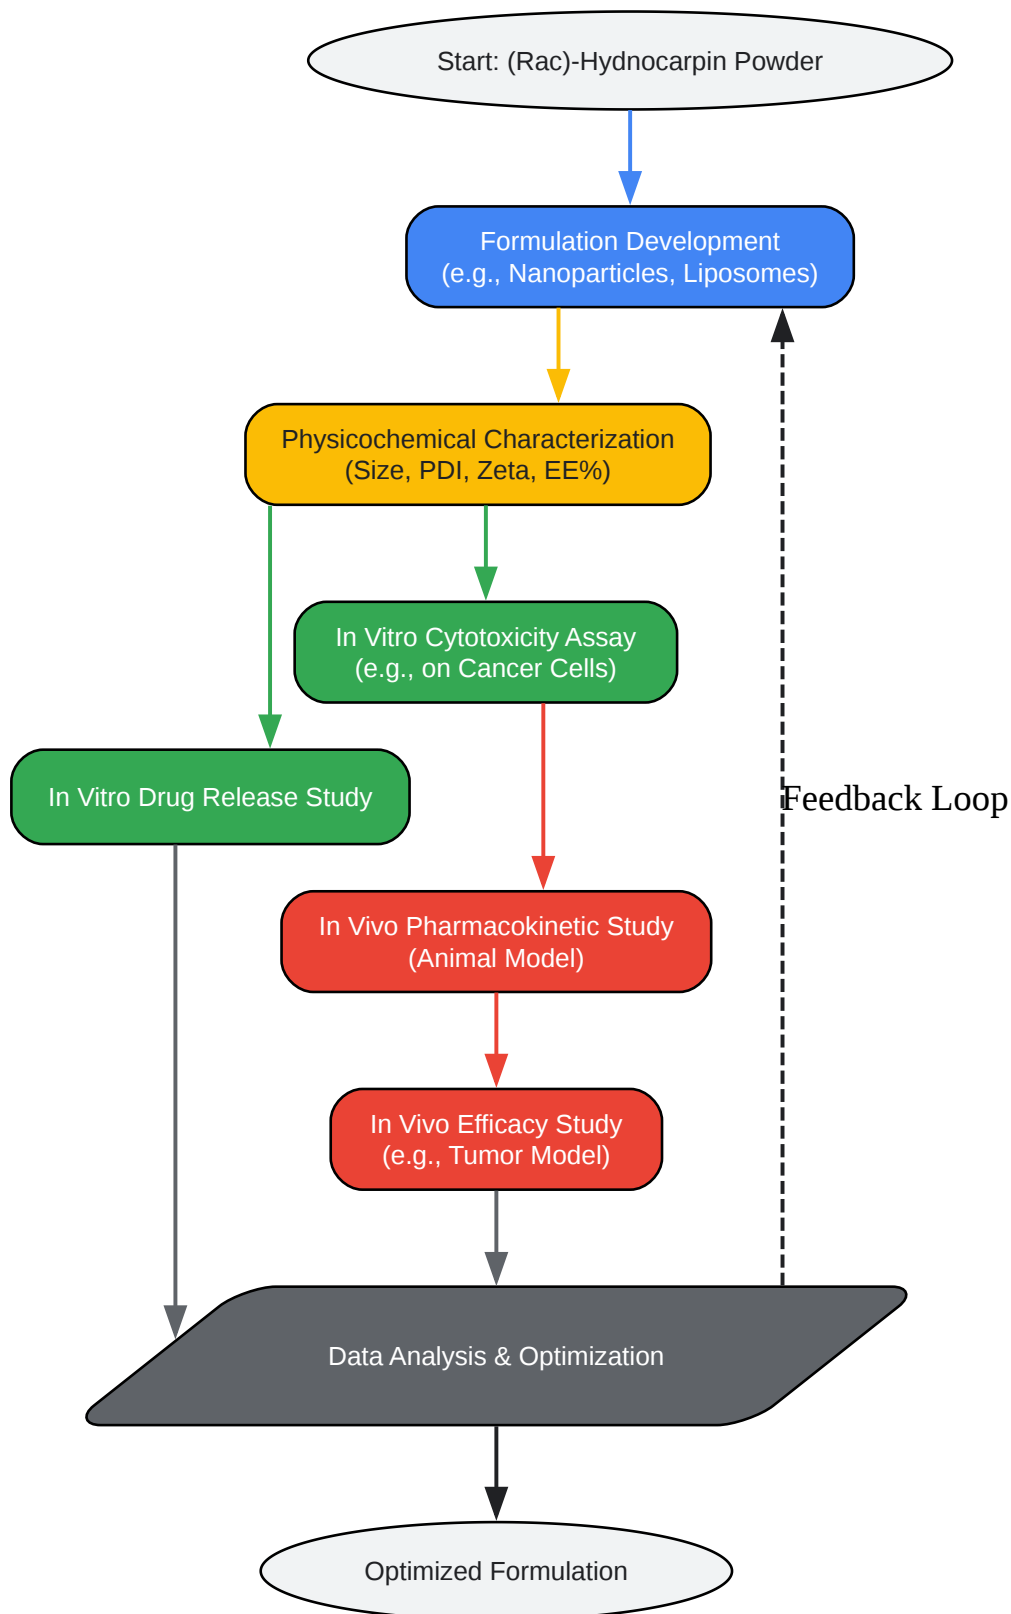 Start: (Rac)-Hydnocarpin Powder
Formulation Development
(e.g., Nanoparticles, Liposomes)
Physicochemical Characterization
(Size, PDI, Zeta, EE%)
In Vitro Cytotoxicity Assay
(e.g., on Cancer Cells)
In Vitro Drug Release Study
Feedback Loop
In Vivo Pharmacokinetic Study
(Animal Model)
In Vivo Efficacy Study
(e.g., Tumor Model)
Data Analysis & Optimization
Optimized Formulation